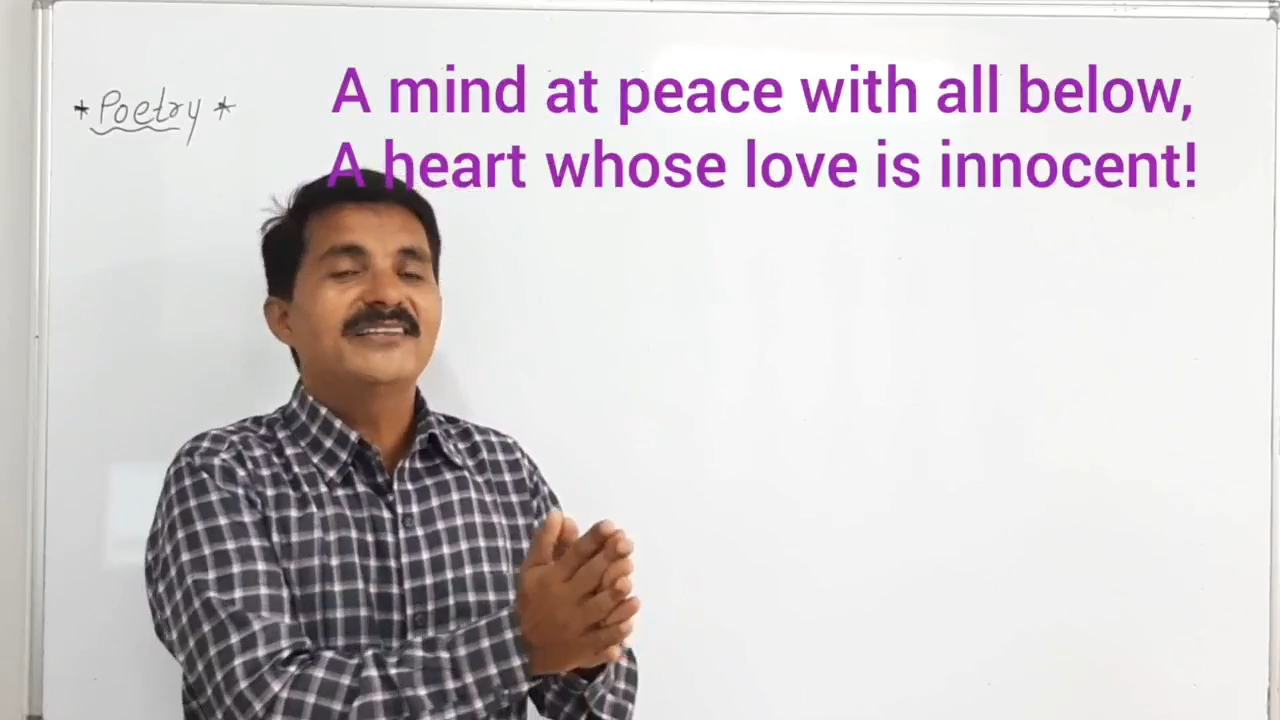 * Poetry *
A mind at peace with all below,
A heart whose love is innocent!